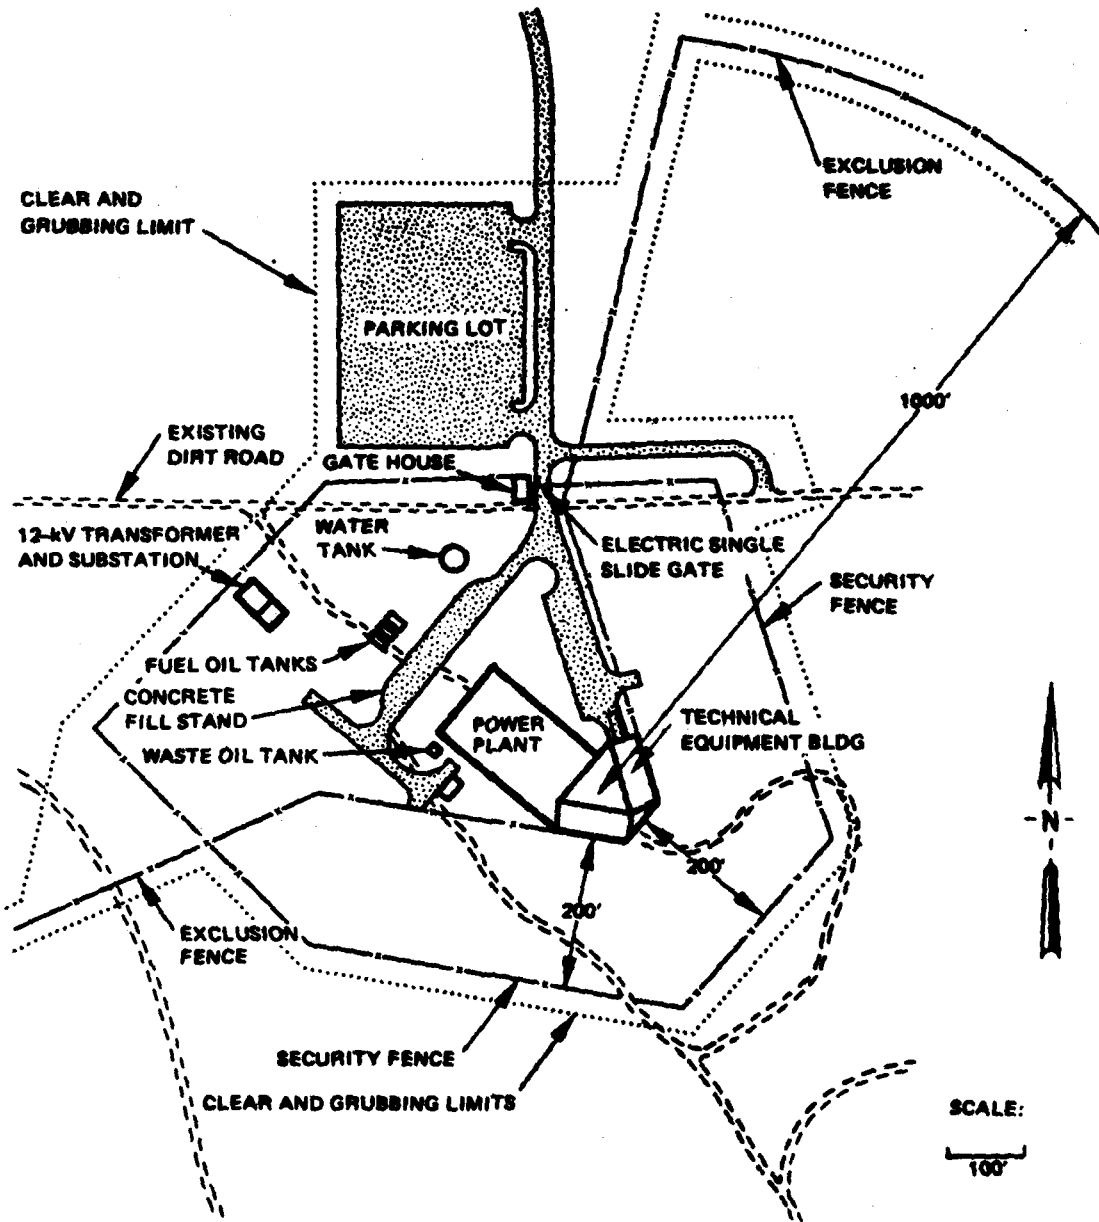 EXCLUSION
FENCE
CLEAR AND
GRUBBING LIMIT
PARKING LOT
1000'
EXISTING
DIRT ROAD
GATE HOUSE
12-kV TRANSFORMER
AND SUBSTATION
WATER
TANK
ELECTRIC SINGLE
SLIDE GATE
SECURITY
FENCE
FUEL OIL TANKS
CONCRETE
FILL STAND
WASTE OIL TANK
POWER
PLANT
TECHNICAL
EQUIPMENT BLDG
N
200'
200'
EXCLUSION
FENCE
SECURITY FENCE
CLEAR AND GRUBBING LIMITS
SCALE:
100'